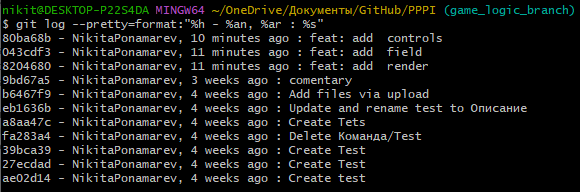 nikit@DESKTOP-P22S4DA MINGW64 ~/OneDrive/Документы/GitHub/PPPI (game_logic_branch)
$ git log --pretty=format:"%h - %an, %ar : %s"
80ba68b - NikitaPonamarev, 10 minutes ago : feat: add  controls
043cdf3 - NikitaPonamarev, 11 minutes ago : feat: add  field
8204680 - NikitaPonamarev, 11 minutes ago : feat: add  render
9bd67a5 - NikitaPonamarev, 3 weeks ago : comentary
b6467f9 - NikitaPonamarev, 4 weeks ago : Add files via upload
eb1636b - NikitaPonamarev, 4 weeks ago : Update and rename test to Описание
a8aa47c - NikitaPonamarev, 4 weeks ago : Create Tets
fa283a4 - NikitaPonamarev, 4 weeks ago : Delete Команда/Test
39bca39 - NikitaPonamarev, 4 weeks ago : Create Test
27ecdad - NikitaPonamarev, 4 weeks ago : Create Test
ae02d14 - NikitaPonamarev, 4 weeks ago : Create test